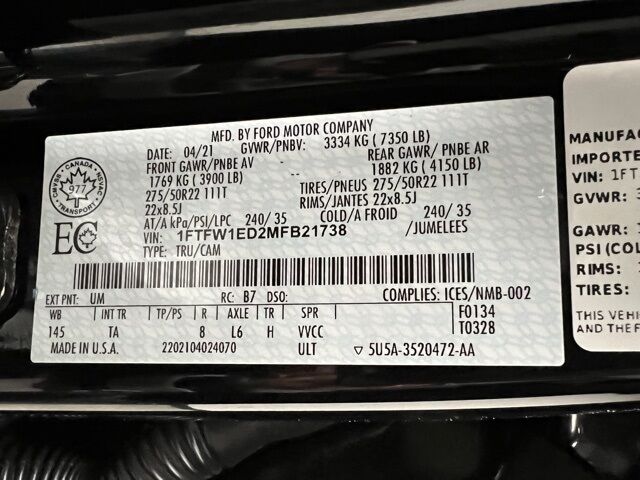 MFD. BY FORD MOTOR COMPANY
DATE: 04/21 GVWR/PNBV: 3334 KG ( 7350 LB)
FRONT GAWR/PNBE AV REAR GAWR/ PNBE AR
1769 KG ( 3900 LB) 1882 KG ( 4150 LB)
275/50R22 111T TIRES/PNEUS 275/50R22 111T
22x8.5J RIMS/JANTES 22x8.5J
AT/A kPa/PSI/LPC 240/ 35 COLD/A FROID 240/ 35
VIN: 1FTFW1ED2MFB21738 /JUMELEES
TYPE: TRU/CAM
CANADA
977
TRANSPORT
EC
EXT PNT: UM RC: B7 DSO: COMPLIES: ICES/NMB-002
WB INT TR TP/PS R AXLE TR SPR F0134
145 TA 8 L6 H VVCC T0328
MADE IN U.S.A. 2202104024070 ULT ▽ 5U5A-3520472-AA
MANUFAC
IMPORTE
VIN: 1FT
GVWR:
GAWR:
PSI (COL
RIMS:
TIRES:
THIS VEHI
AND THE F